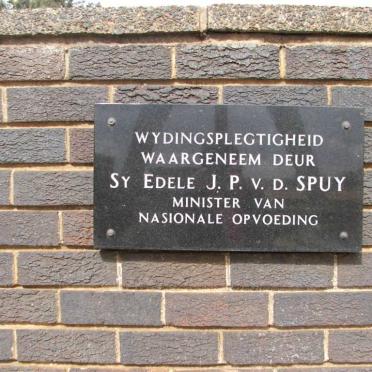 WYDINGSPLEGTIGHEID
WAARGENEEM DEUR
SY EDELE J. P. V. D. SPUY
MINISTER VAN
NASIONALE OPVOEDING